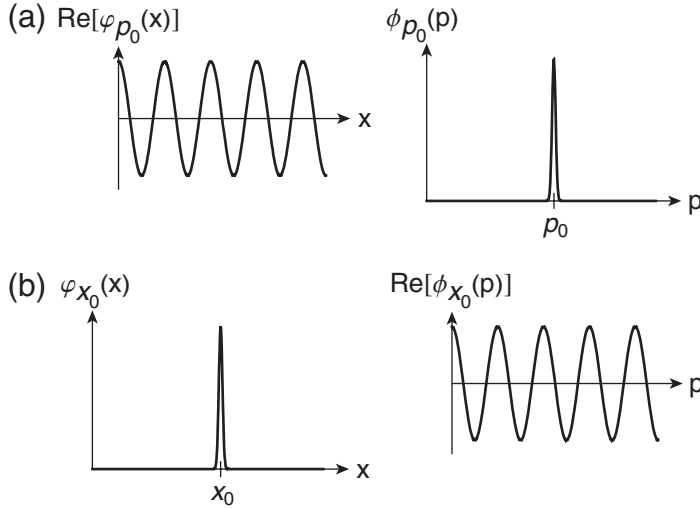 (a) Re[φp₀(x)] ϕp₀(p)
x
p
p₀
(b) φx₀(x) Re[ϕx₀(p)]
p
x
x₀